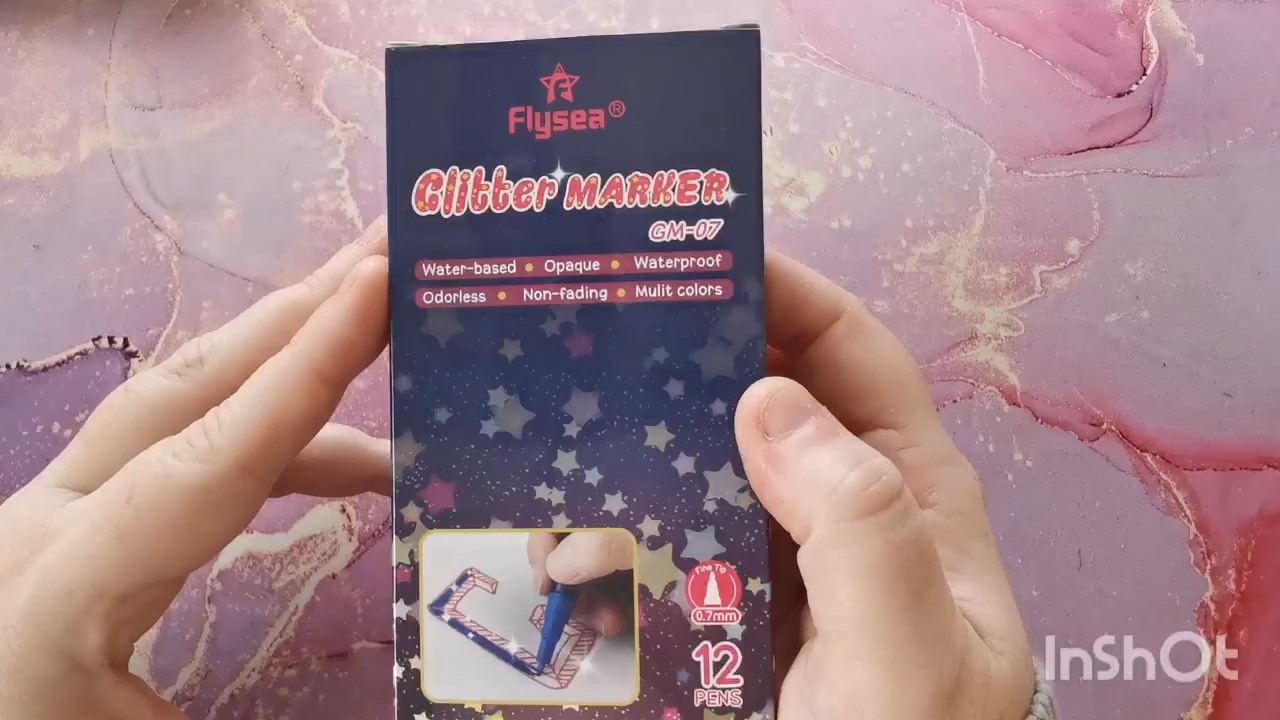 Flysea®
Glitter MARKER
GM-07
Water-based • Opaque • Waterproof
Odorless • Non-fading • Mulit colors
Fine Tip
0.7mm
12
PENS
InShOt